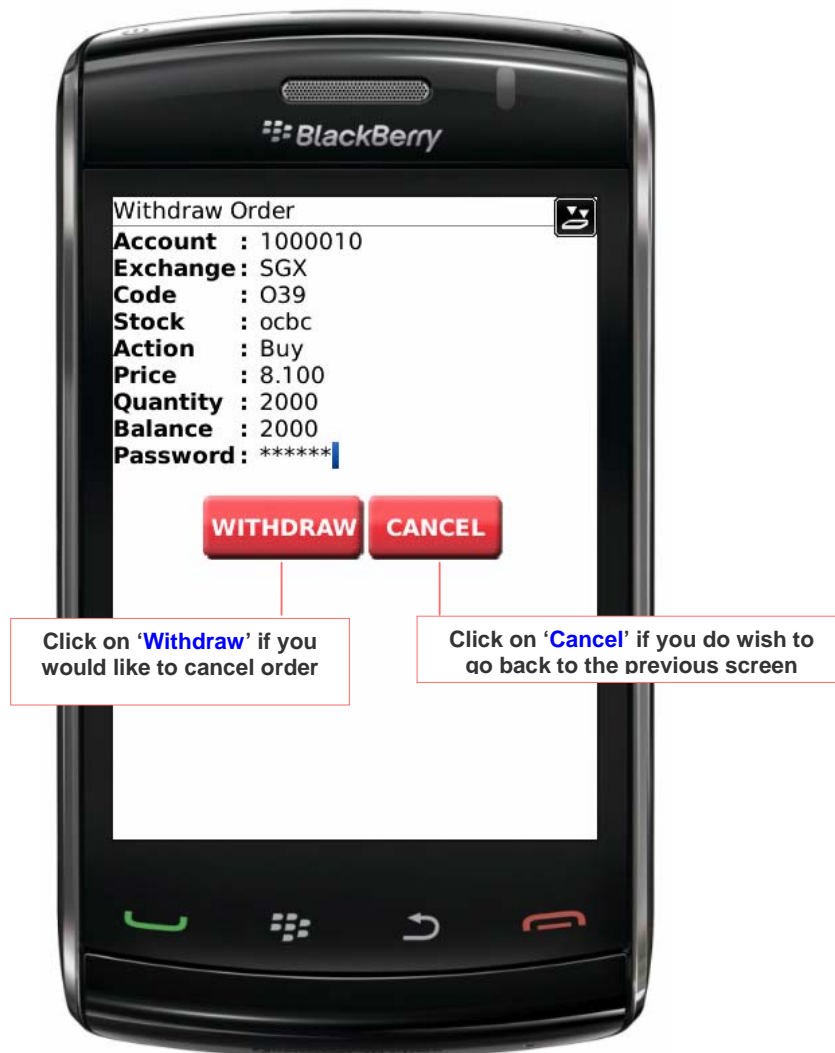 BlackBerry
Withdraw Order
Account : 1000010
Exchange : SGX
Code : O39
Stock : ocbc
Action : Buy
Price : 8.100
Quantity : 2000
Balance : 2000
Password : ******
WITHDRAW CANCEL
Click on ‘Withdraw’ if you
would like to cancel order
Click on ‘Cancel’ if you do wish to
go back to the previous screen